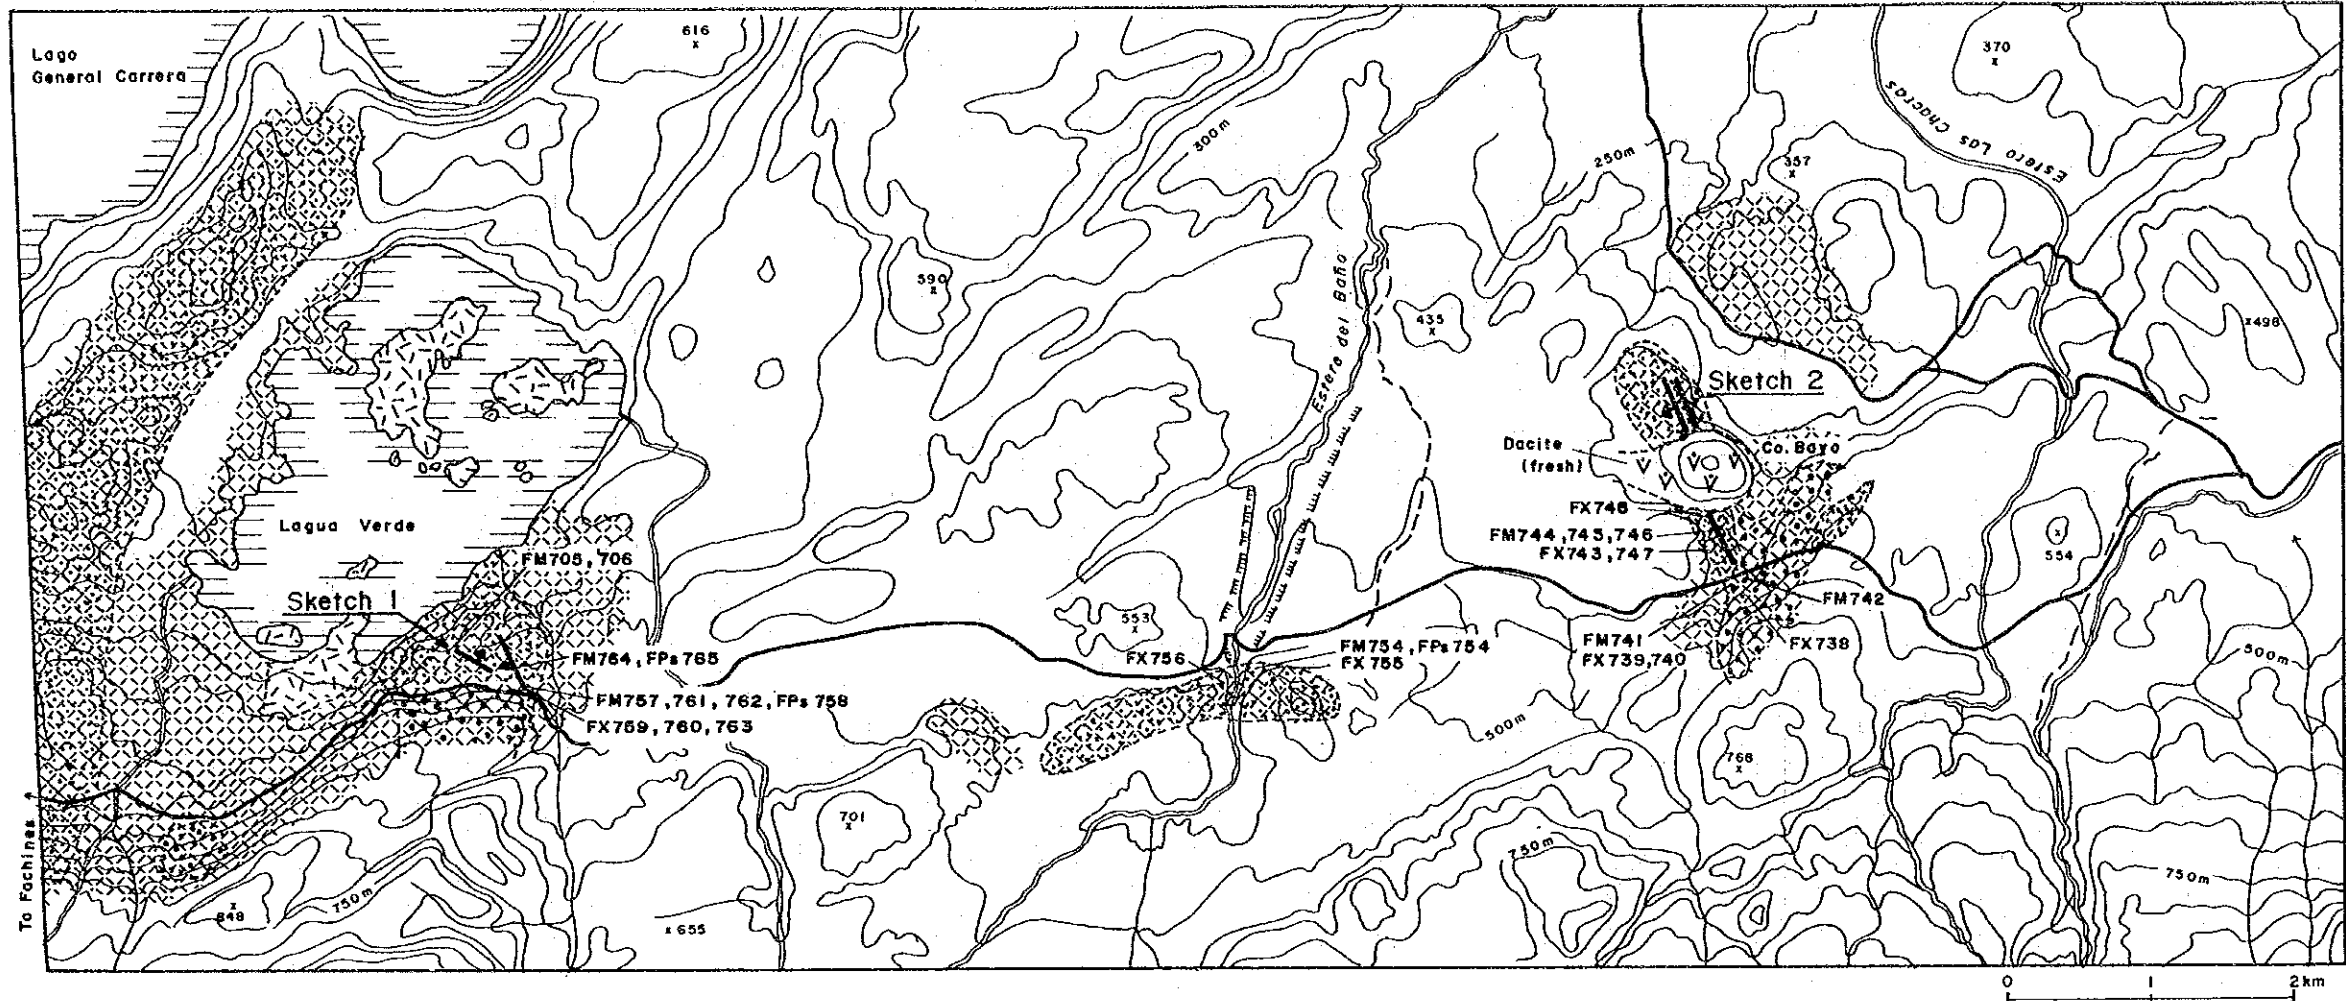 Lago
General Carrera
616
x
370
x
Estero Las Chacras
300m
250m
357
x
590
x
Estero del Baño
435
x
x498
Sketch 2
Dacite
(fresh)
Co. Bayo
Lagua Verde
FX748
FM744,745,746
FX743,747
554
FM705,706
Sketch 1
553
x
FM742
FM741
FX739,740
FX738
FM764,FPs765
FX756
FM754,FPs754
FX755
500m
FM757,761,762,FPs758
FX759,760,763
500m
766
x
701
x
To Fachines
848
x
750m
x655
750m
750m
0 1 2km